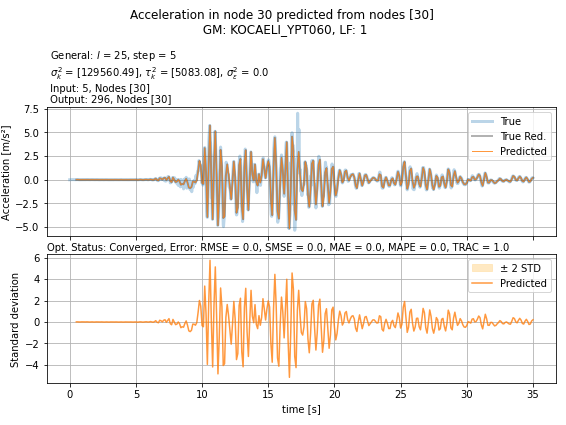 Acceleration in node 30 predicted from nodes [30]
GM: KOCAELI_YPT060, LF: 1
General: l = 25, step = 5
σ²ₖ = [129560.49], τ²ₖ = [5083.08], σ²ₑ = 0.0
Input: 5, Nodes [30]
Output: 296, Nodes [30]
7.5
5.0
2.5
0.0
−2.5
−5.0
Acceleration [m/s²]
True
True Red.
Predicted
Opt. Status: Converged, Error: RMSE = 0.0, SMSE = 0.0, MAE = 0.0, MAPE = 0.0, TRAC = 1.0
6
4
2
0
−2
−4
Standard deviation
± 2 STD
Predicted
0 5 10 15 20 25 30 35
time [s]